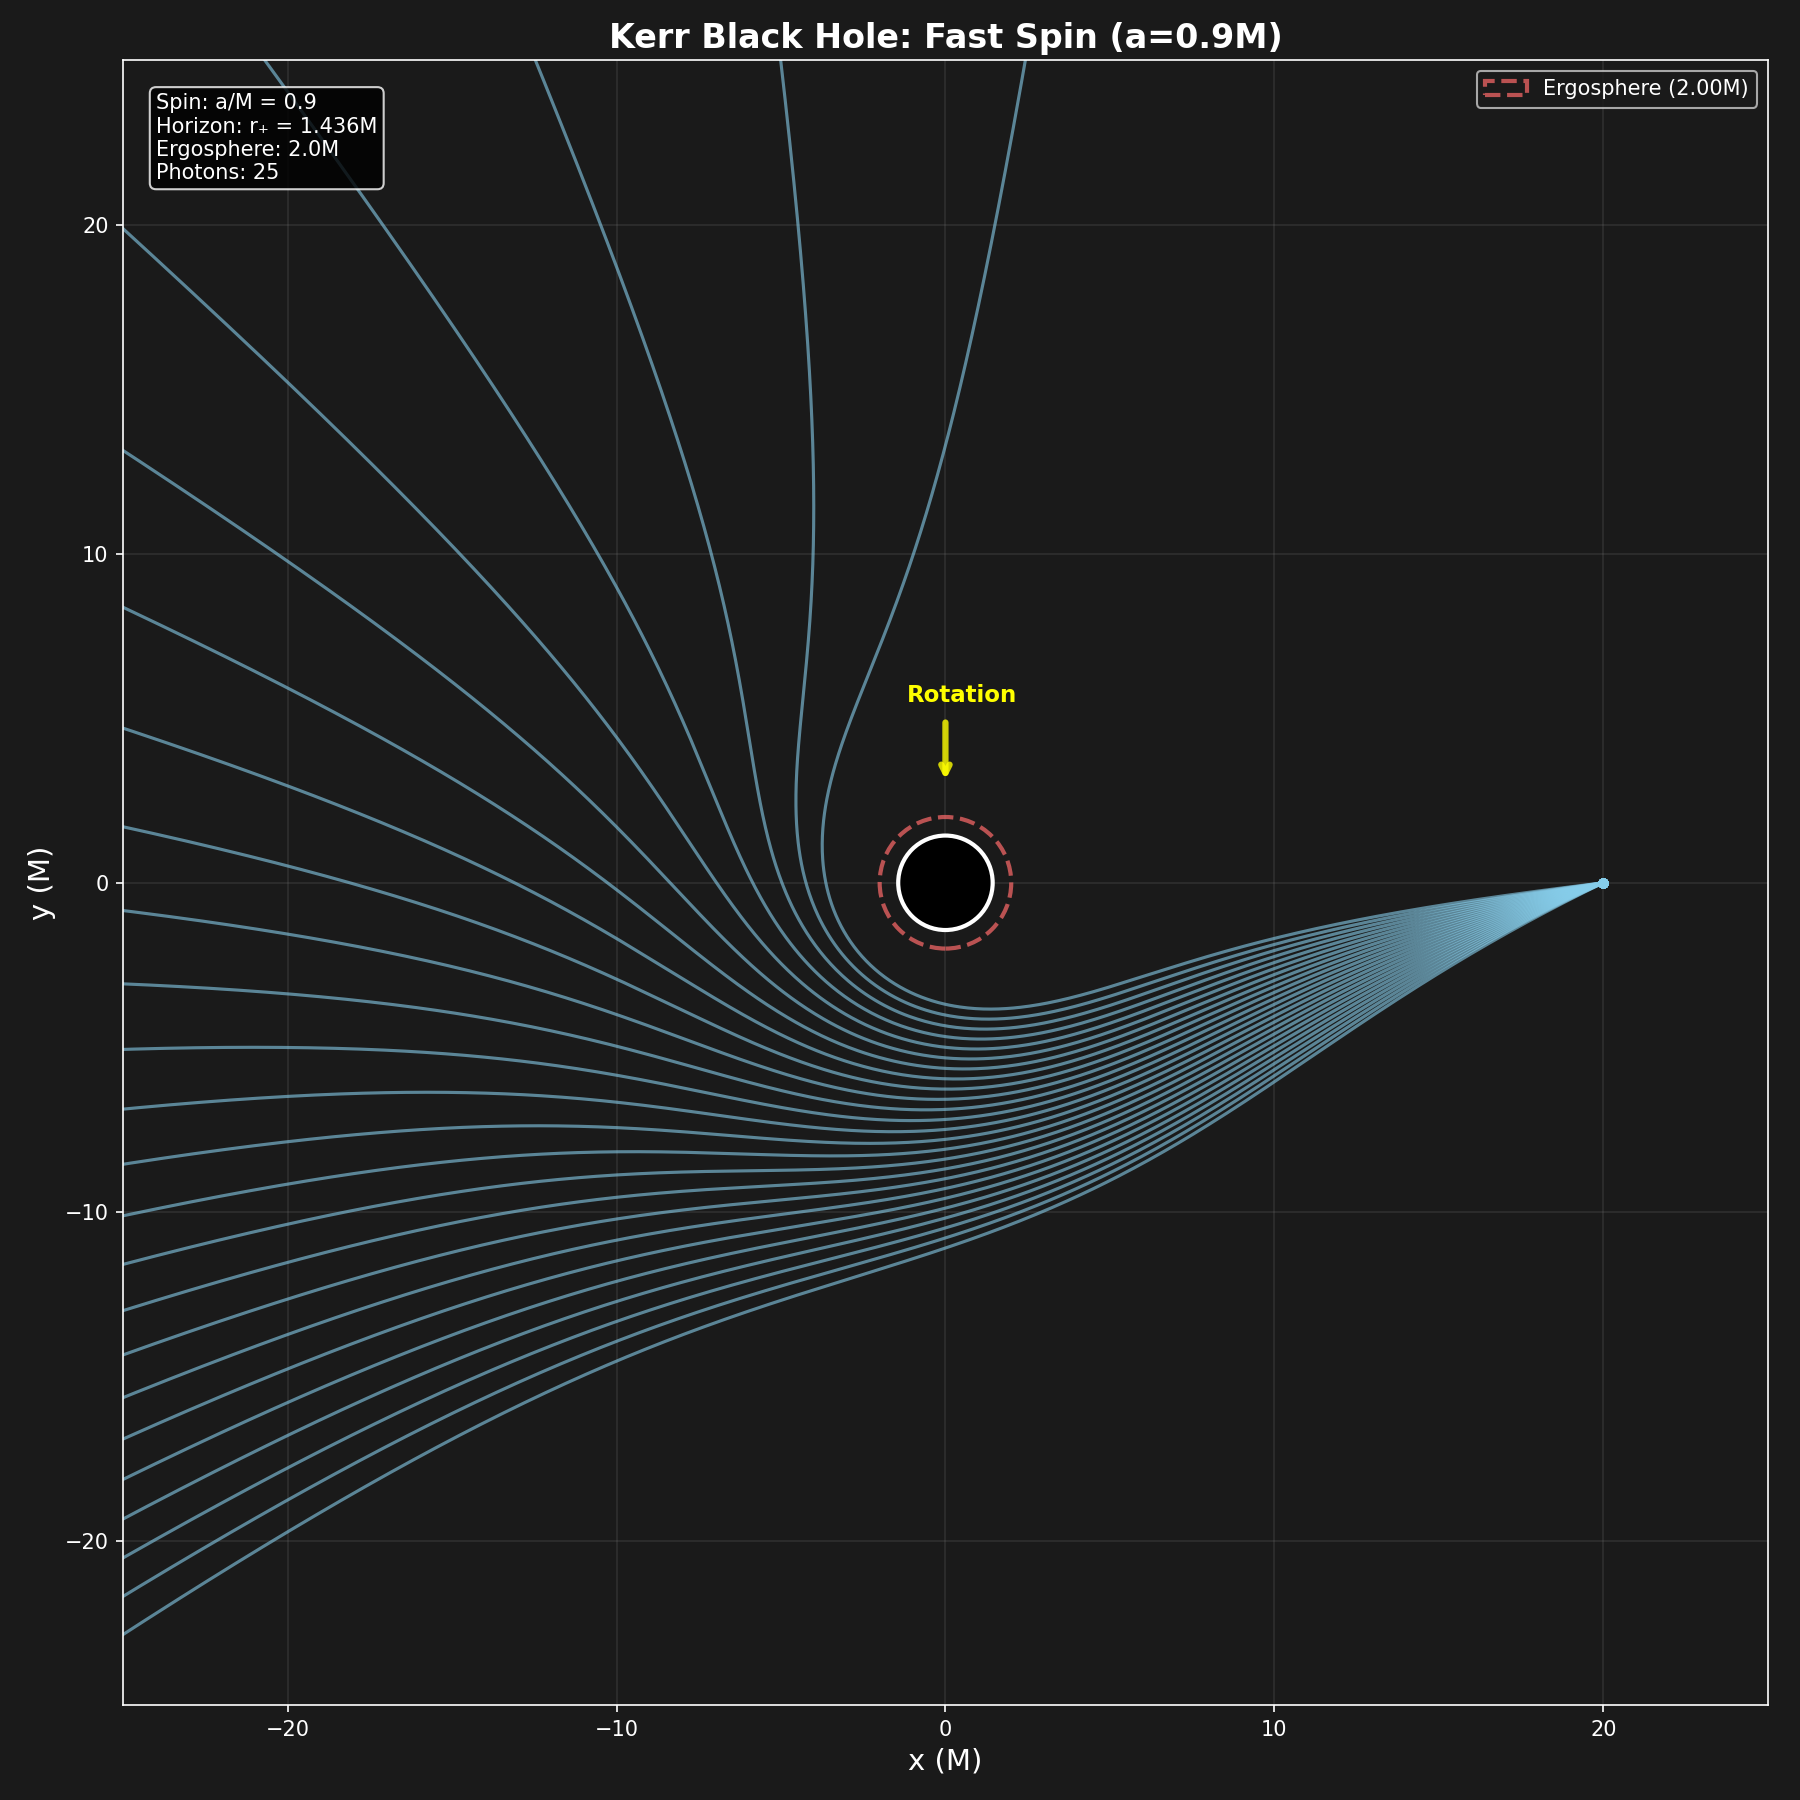 Kerr Black Hole: Fast Spin (a=0.9M)
Spin: a/M = 0.9
Horizon: r₊ = 1.436M
Ergosphere: 2.0M
Photons: 25
Ergosphere (2.00M)
Rotation
y (M)
20
10
0
−10
−20
−20
−10
0
10
20
x (M)